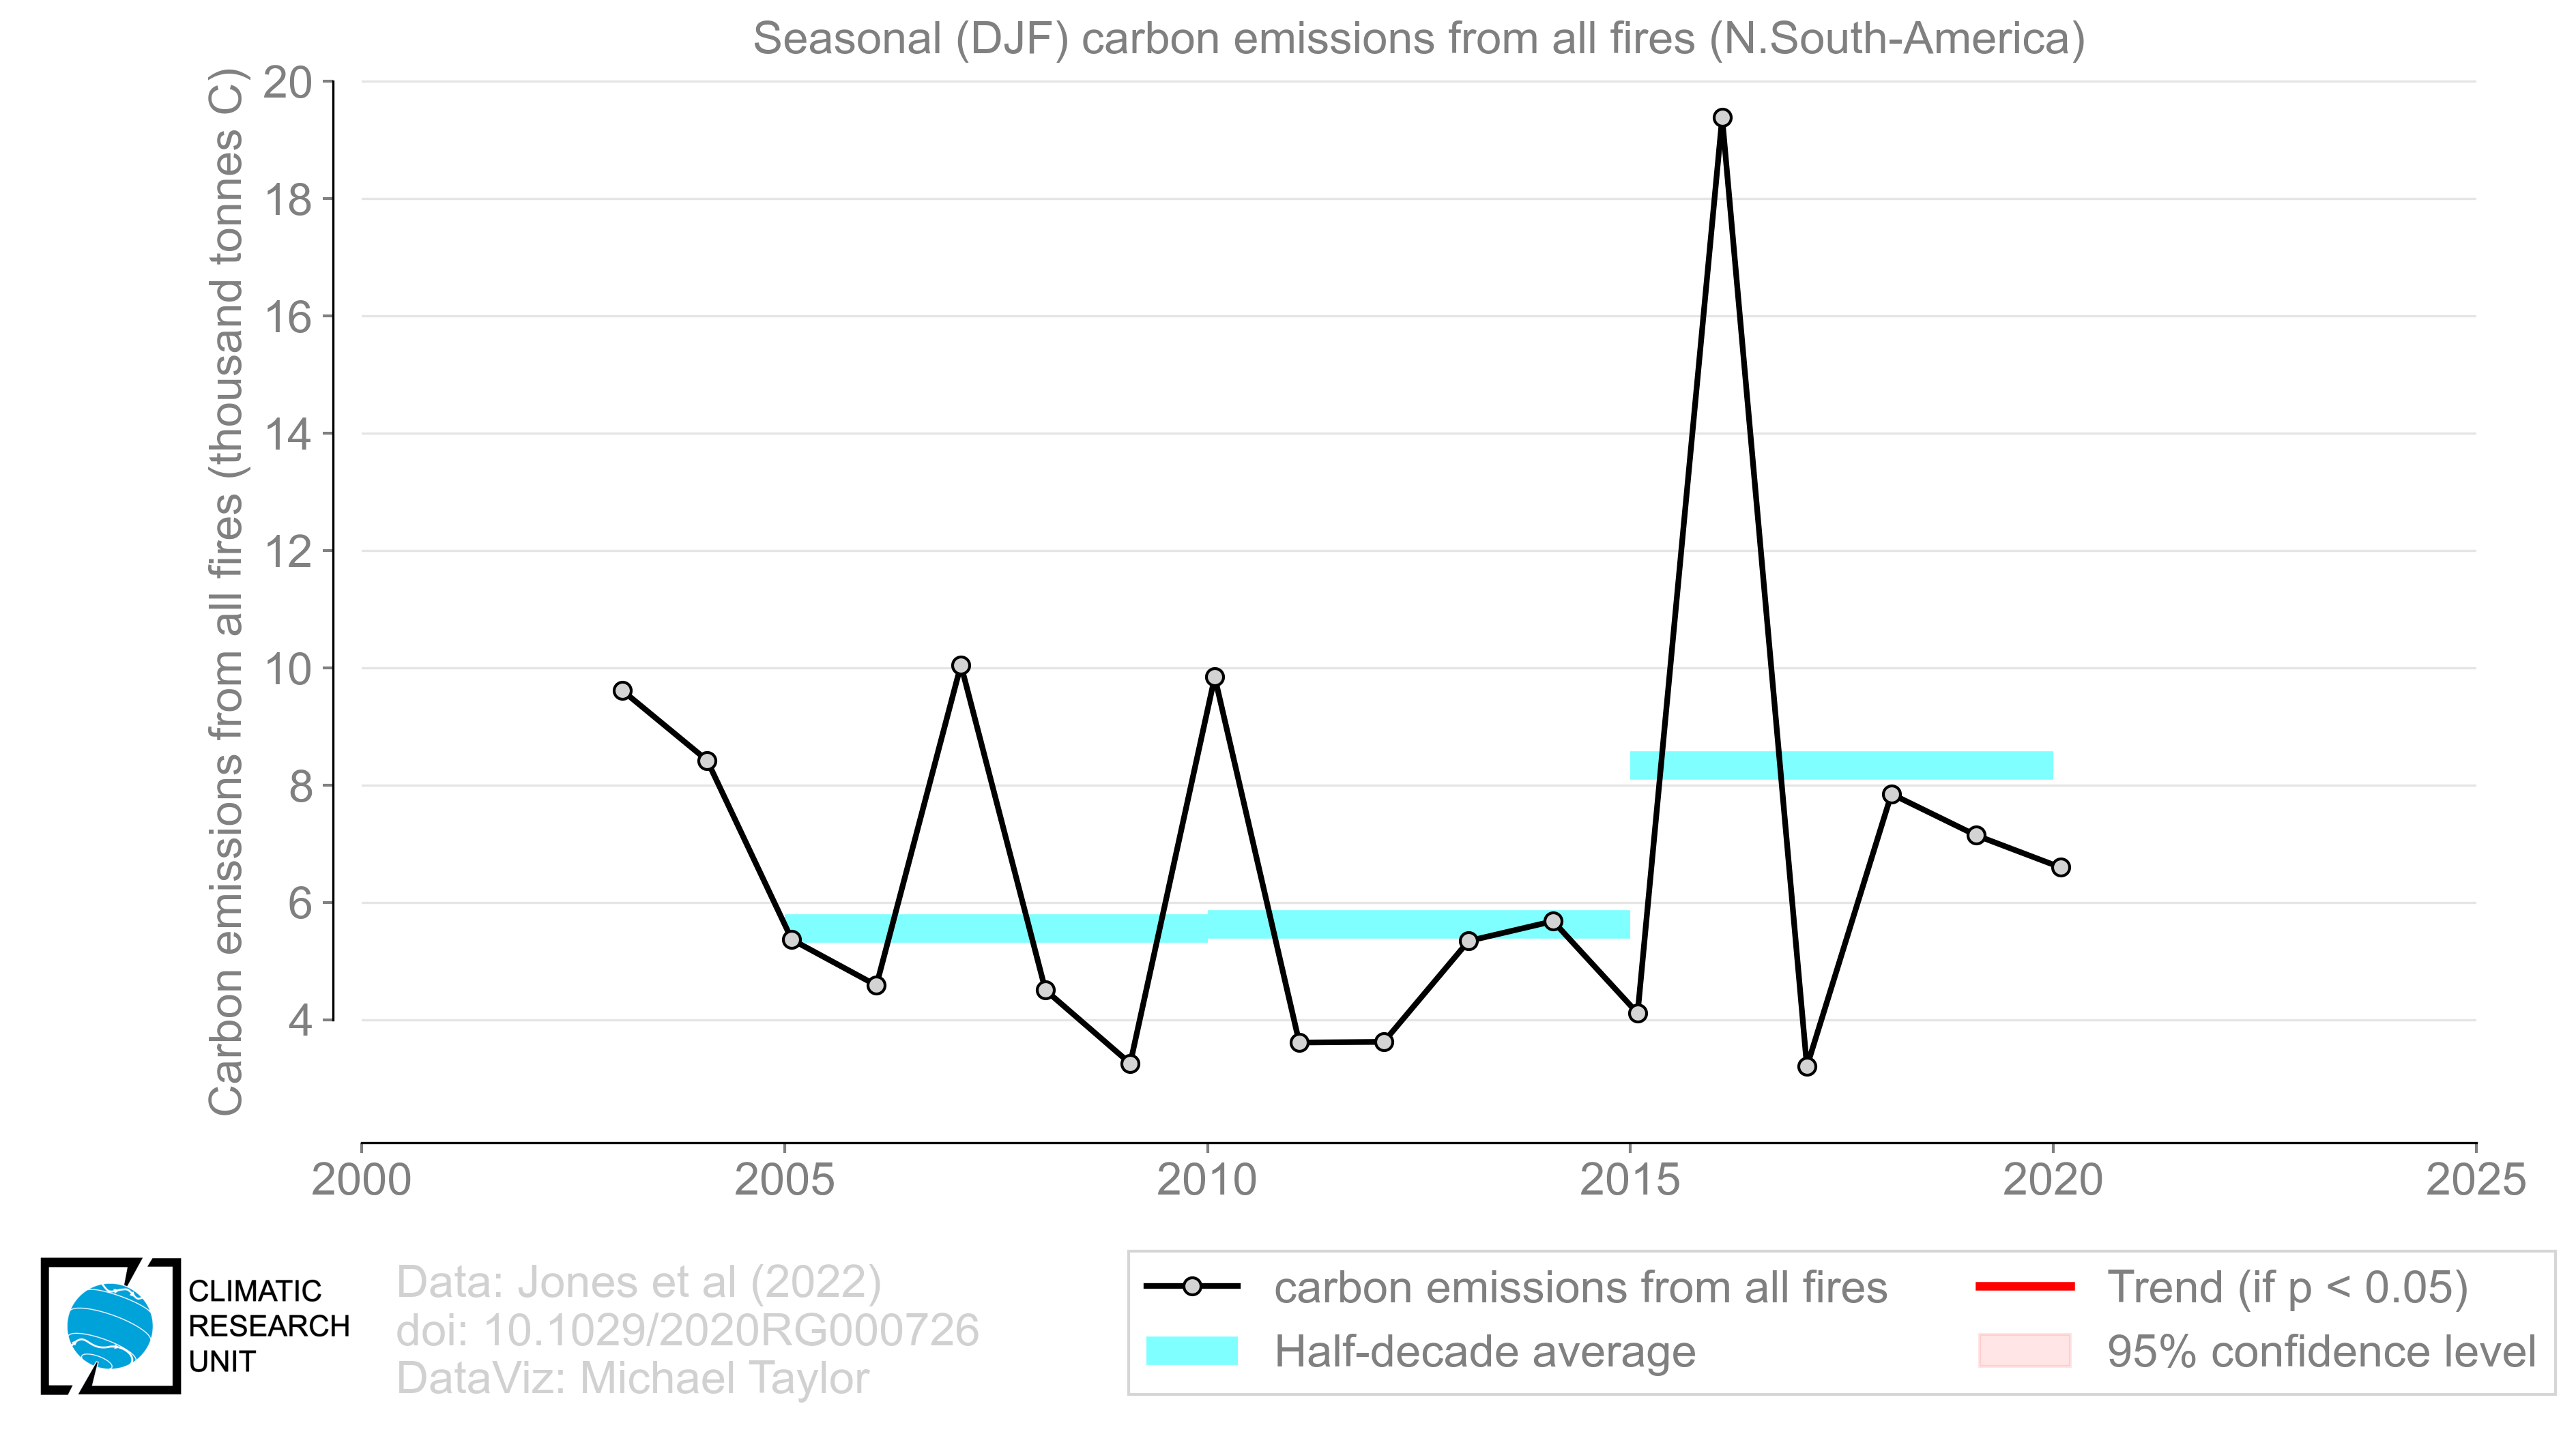 Seasonal (DJF) carbon emissions from all fires (N.South-America)
Carbon emissions from all fires (thousand tonnes C)
20
18
16
14
12
10
8
6
4
2000 2005 2010 2015 2020 2025
CLIMATIC
RESEARCH
UNIT
Data: Jones et al (2022)
doi: 10.1029/2020RG000726
DataViz: Michael Taylor
carbon emissions from all fires
Half-decade average
Trend (if p < 0.05)
95% confidence level